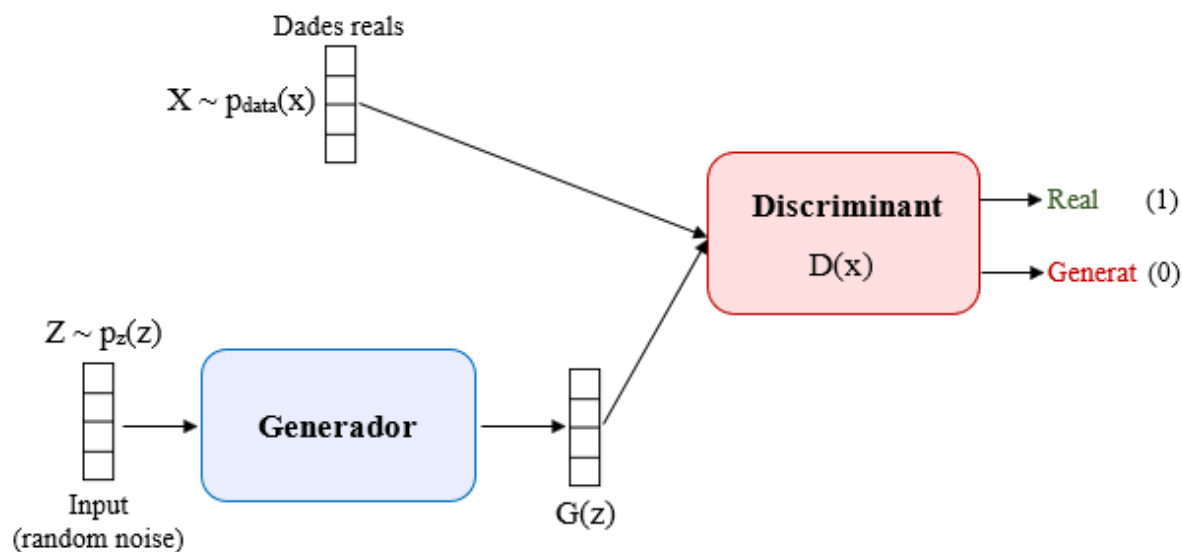 Dades reals
X ~ pdata(x)
Discriminant
D(x)
Real (1)
Generat (0)
Z ~ pz(z)
Generador
Input
(random noise)
G(z)